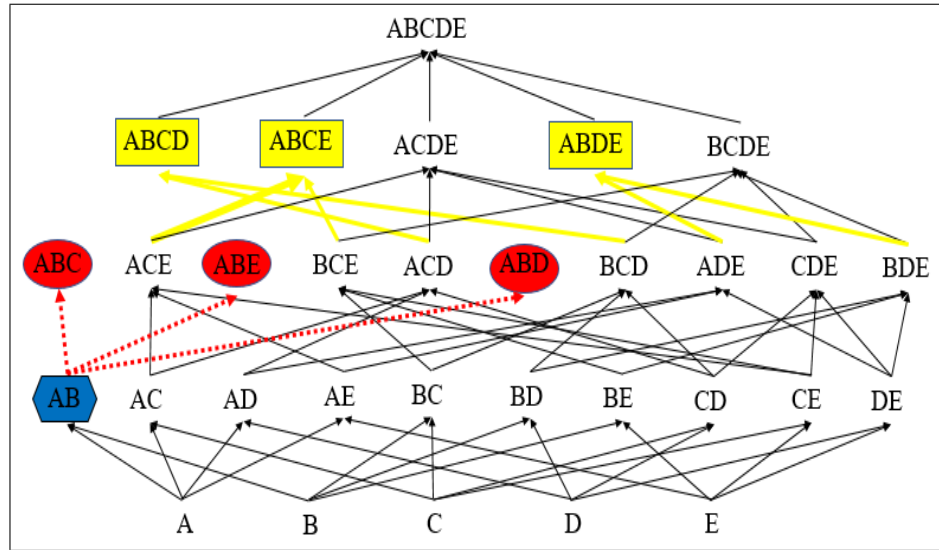 ABCDE
ABCD ABCE ACDE ABDE BCDE
ABC ACE ABE BCE ACD ABD BCD ADE CDE BDE
AB AC AD AE BC BD BE CD CE DE
A B C D E